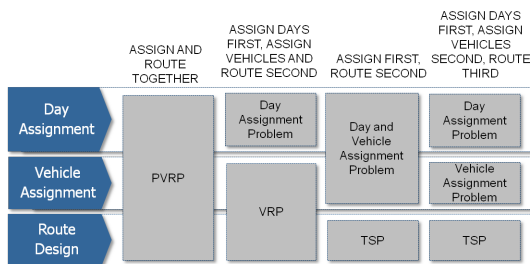 ASSIGN AND
ROUTE
TOGETHER
ASSIGN DAYS
FIRST, ASSIGN
VEHICLES AND
ROUTE SECOND
ASSIGN FIRST,
ROUTE SECOND
ASSIGN DAYS
FIRST, ASSIGN
VEHICLES
SECOND, ROUTE
THIRD
Day
Assignment
Vehicle
Assignment
Route
Design
PVRP
Day
Assignment
Problem
VRP
Day and
Vehicle
Assignment
Problem
TSP
Day
Assignment
Problem
Vehicle
Assignment
Problem
TSP